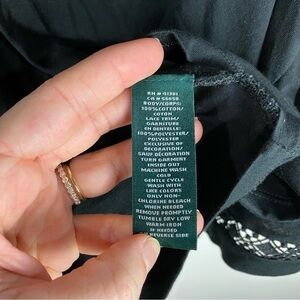 RN # 41381
CA # 56658
BODY/CORPS:
100%COTTON/
COTON
LACE TRIM/
GARNITURE
EN DENTELLE:
100%POLYESTER/
POLYESTER
EXCLUSIVE OF
DECORATION/
SAUF DÉCORATION
TURN GARMENT
INSIDE OUT
MACHINE WASH
COLD
GENTLE CYCLE
WASH WITH
LIKE COLORS
ONLY NON-
CHLORINE BLEACH
WHEN NEEDED
REMOVE PROMPTLY
TUMBLE DRY LOW
WARM IRON
IF NEEDED
REVERSE SIDE